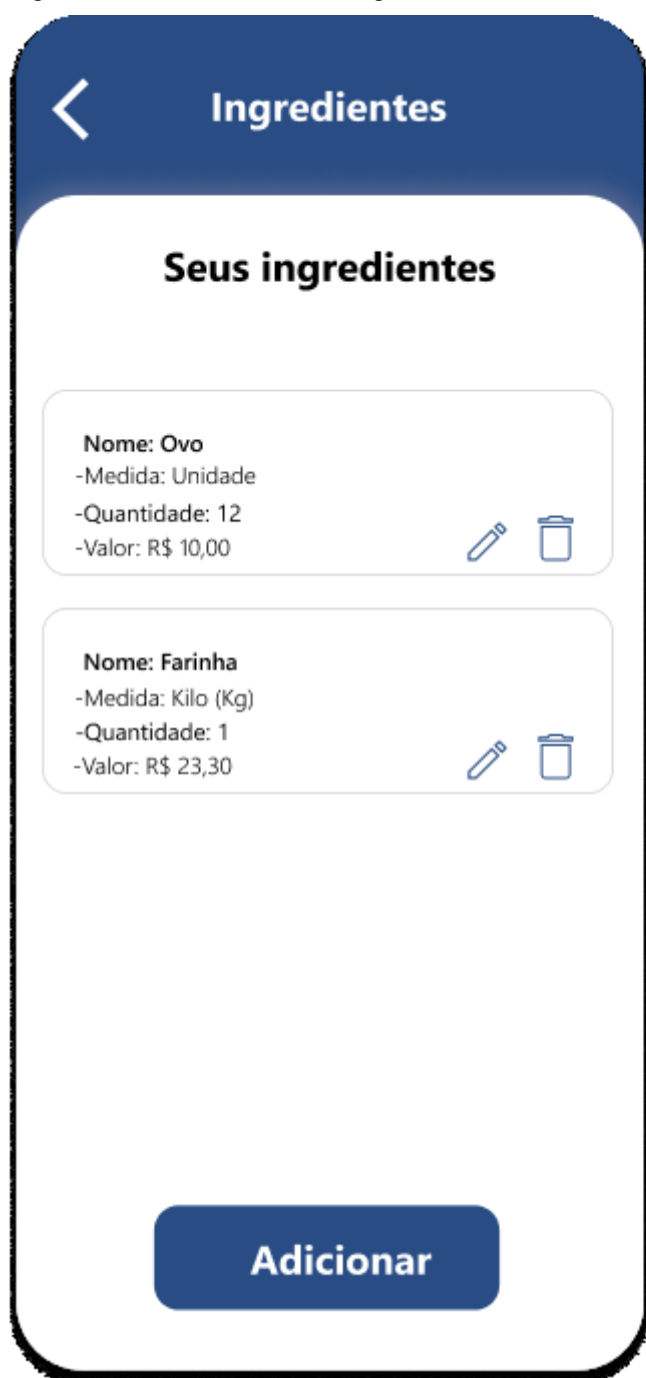 Ingredientes
Seus ingredientes
Nome: Ovo
-Medida: Unidade
-Quantidade: 12
-Valor: R$ 10,00
Nome: Farinha
-Medida: Kilo (Kg)
-Quantidade: 1
-Valor: R$ 23,30
Adicionar